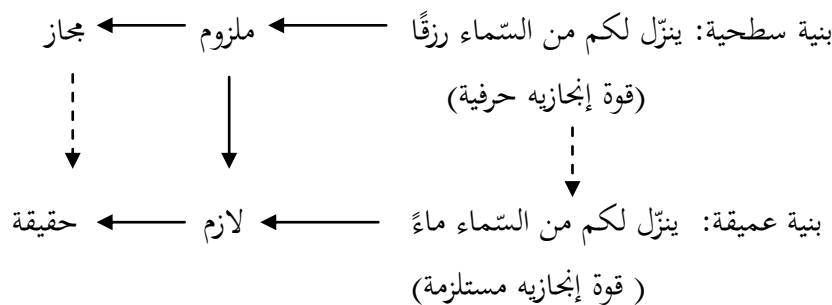 بنية سطحية: ينزّل لكم من السّماء رزقًا ملزوم مجاز
(قوة إنجازيه حرفية)
بنية عميقة: ينزّل لكم من السّماء ماءً لازم حقيقة
( قوة إنجازيه مستلزمة)